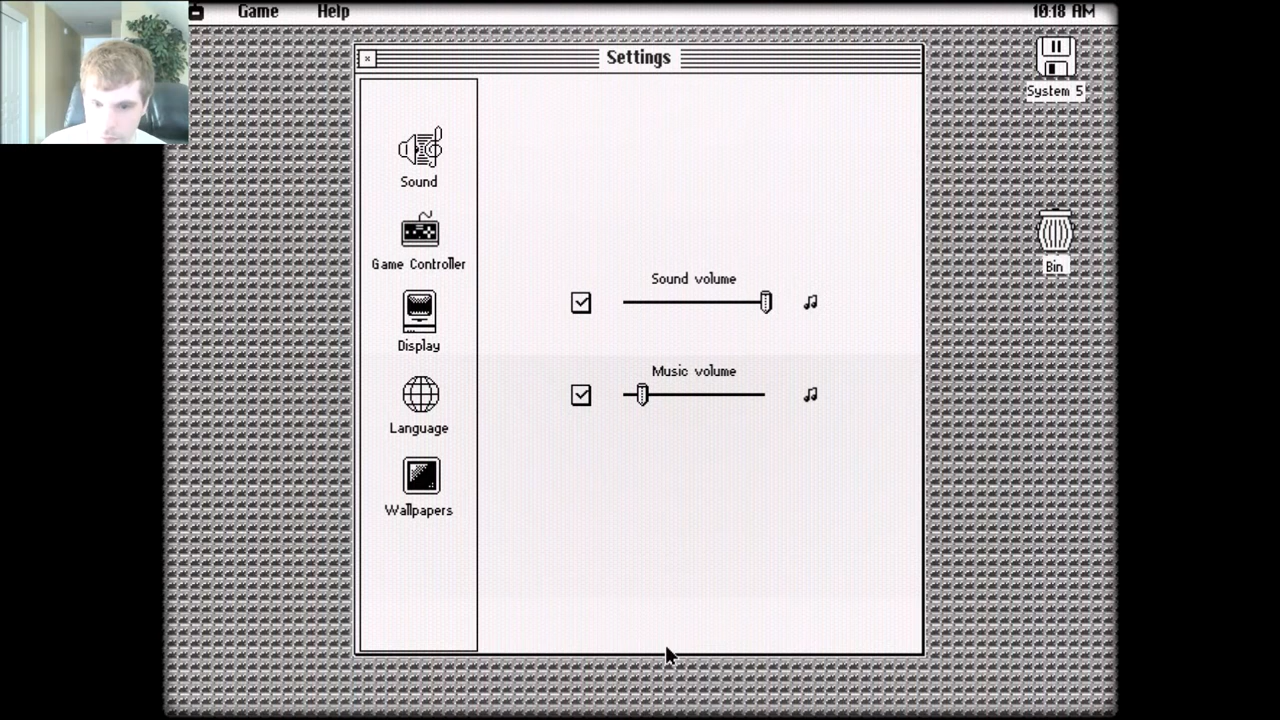 Game Help 10:18 AM
Settings
System 5
Sound
Game Controller
Bin
Sound volume
Display
Music volume
Language
Wallpapers